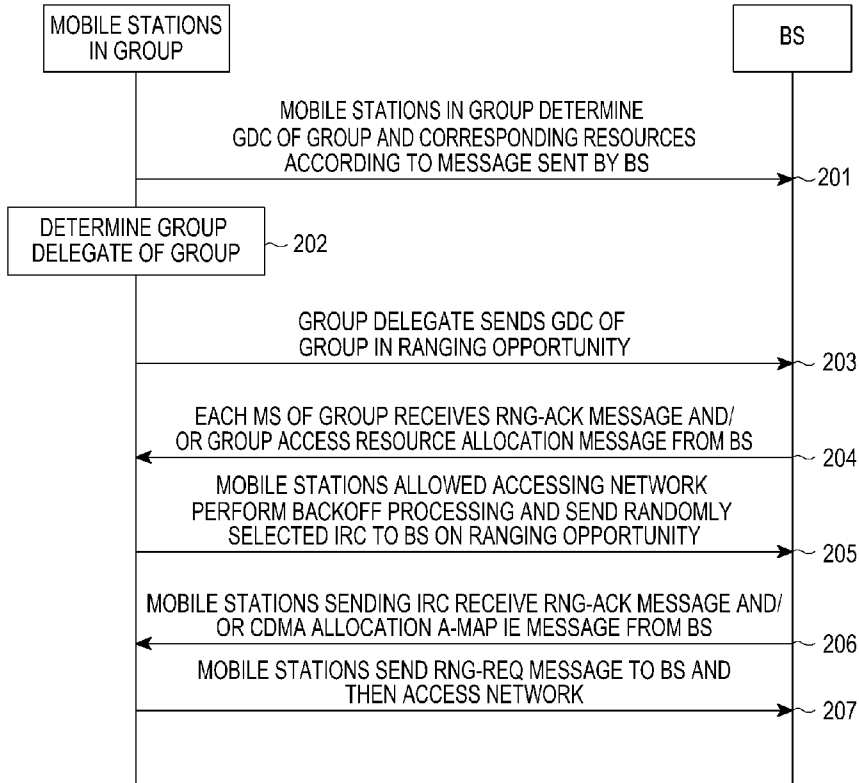 MOBILE STATIONS
IN GROUP
BS
MOBILE STATIONS IN GROUP DETERMINE
GDC OF GROUP AND CORRESPONDING RESOURCES
ACCORDING TO MESSAGE SENT BY BS
201
DETERMINE GROUP
DELEGATE OF GROUP
202
GROUP DELEGATE SENDS GDC OF
GROUP IN RANGING OPPORTUNITY
203
EACH MS OF GROUP RECEIVES RNG-ACK MESSAGE AND/
OR GROUP ACCESS RESOURCE ALLOCATION MESSAGE FROM BS
204
MOBILE STATIONS ALLOWED ACCESSING NETWORK
PERFORM BACKOFF PROCESSING AND SEND RANDOMLY
SELECTED IRC TO BS ON RANGING OPPORTUNITY
205
MOBILE STATIONS SENDING IRC RECEIVE RNG-ACK MESSAGE AND/
OR CDMA ALLOCATION A-MAP IE MESSAGE FROM BS
206
MOBILE STATIONS SEND RNG-REQ MESSAGE TO BS AND
THEN ACCESS NETWORK
207